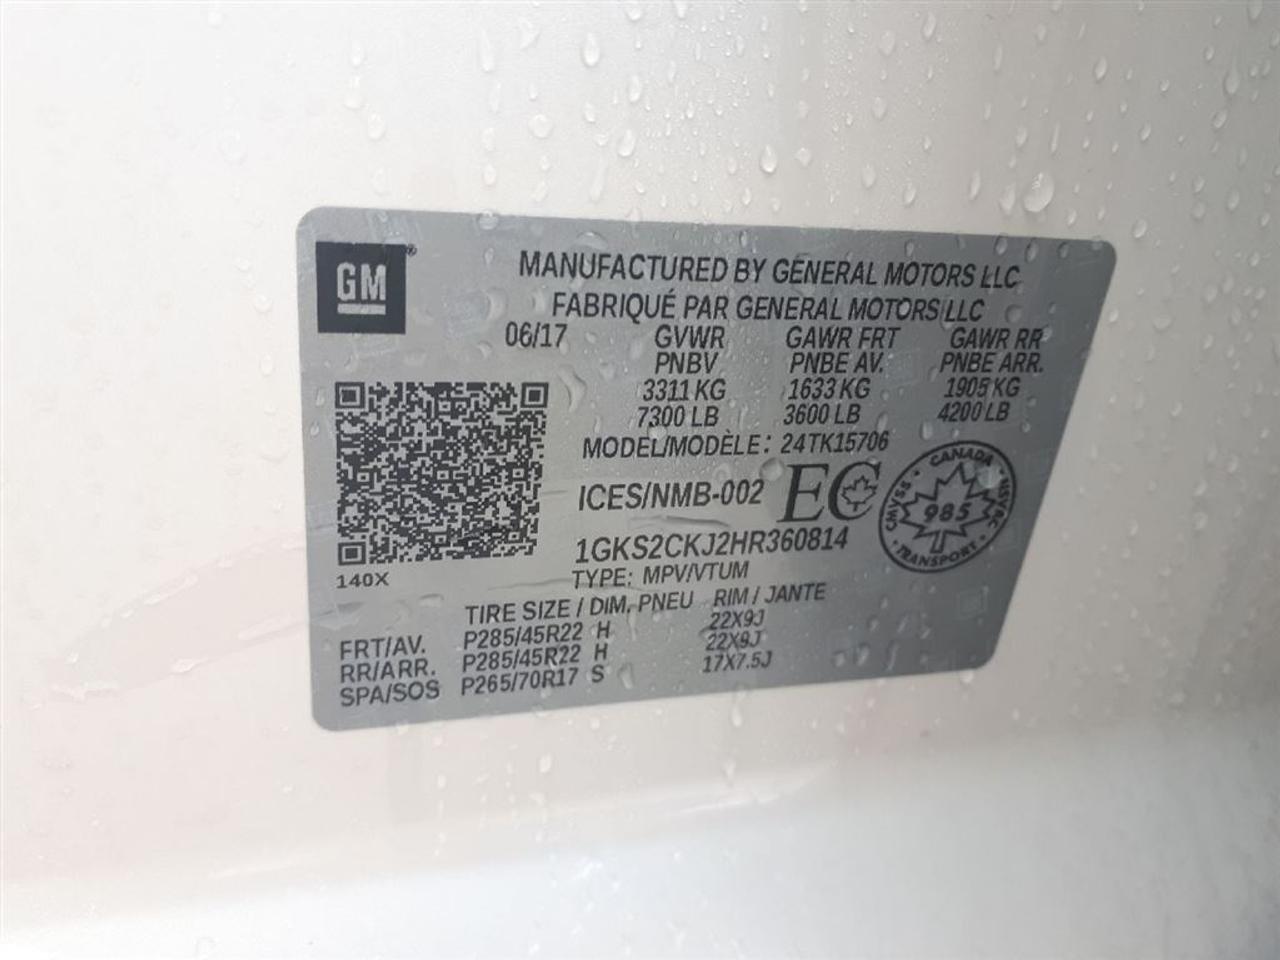 GM
MANUFACTURED BY GENERAL MOTORS LLC
FABRIQUÉ PAR GENERAL MOTORS LLC
06/17 GVWR GAWR FRT GAWR RR
PNBV PNBE AV. PNBE ARR.
3311 KG 1633 KG 1905 KG
7300 LB 3600 LB 4200 LB
MODEL/MODÈLE: 24TK15706
ICES/NMB-002 EC
CANADA
CMVSS 985 NSVAC
TRANSPORT
1GKS2CKJ2HR360814
140X
TYPE: MPV/VTUM
TIRE SIZE / DIM. PNEU RIM / JANTE
FRT/AV. P285/45R22 H 22X9J
RR/ARR. P285/45R22 H 22X9J
SPA/SOS P265/70R17 S 17X7.5J